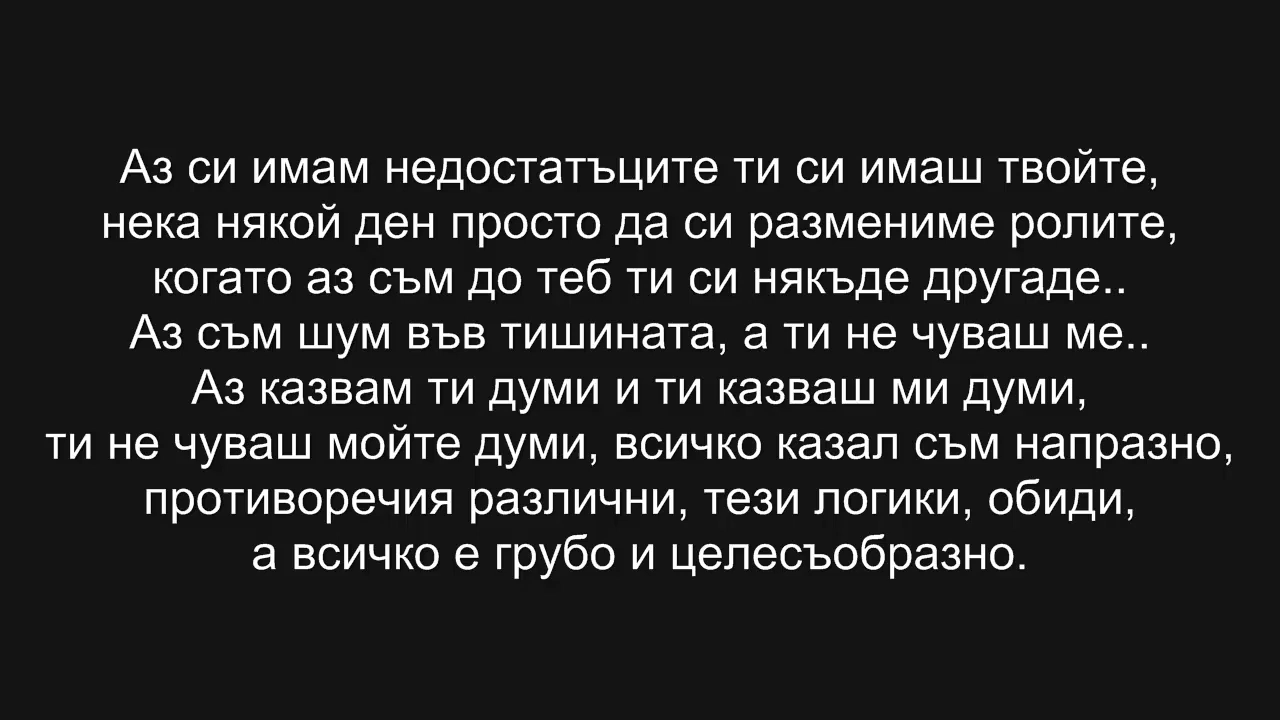 Аз си имам недостатъците ти си имаш твойте,
нека някой ден просто да си размениме ролите,
когато аз съм до теб ти си някъде другаде..
Аз съм шум във тишината, а ти не чуваш ме..
Аз казвам ти думи и ти казваш ми думи,
ти не чуваш мойте думи, всичко казал съм напразно,
противоречия различни, тези логики, обиди,
а всичко е грубо и целесъобразно.